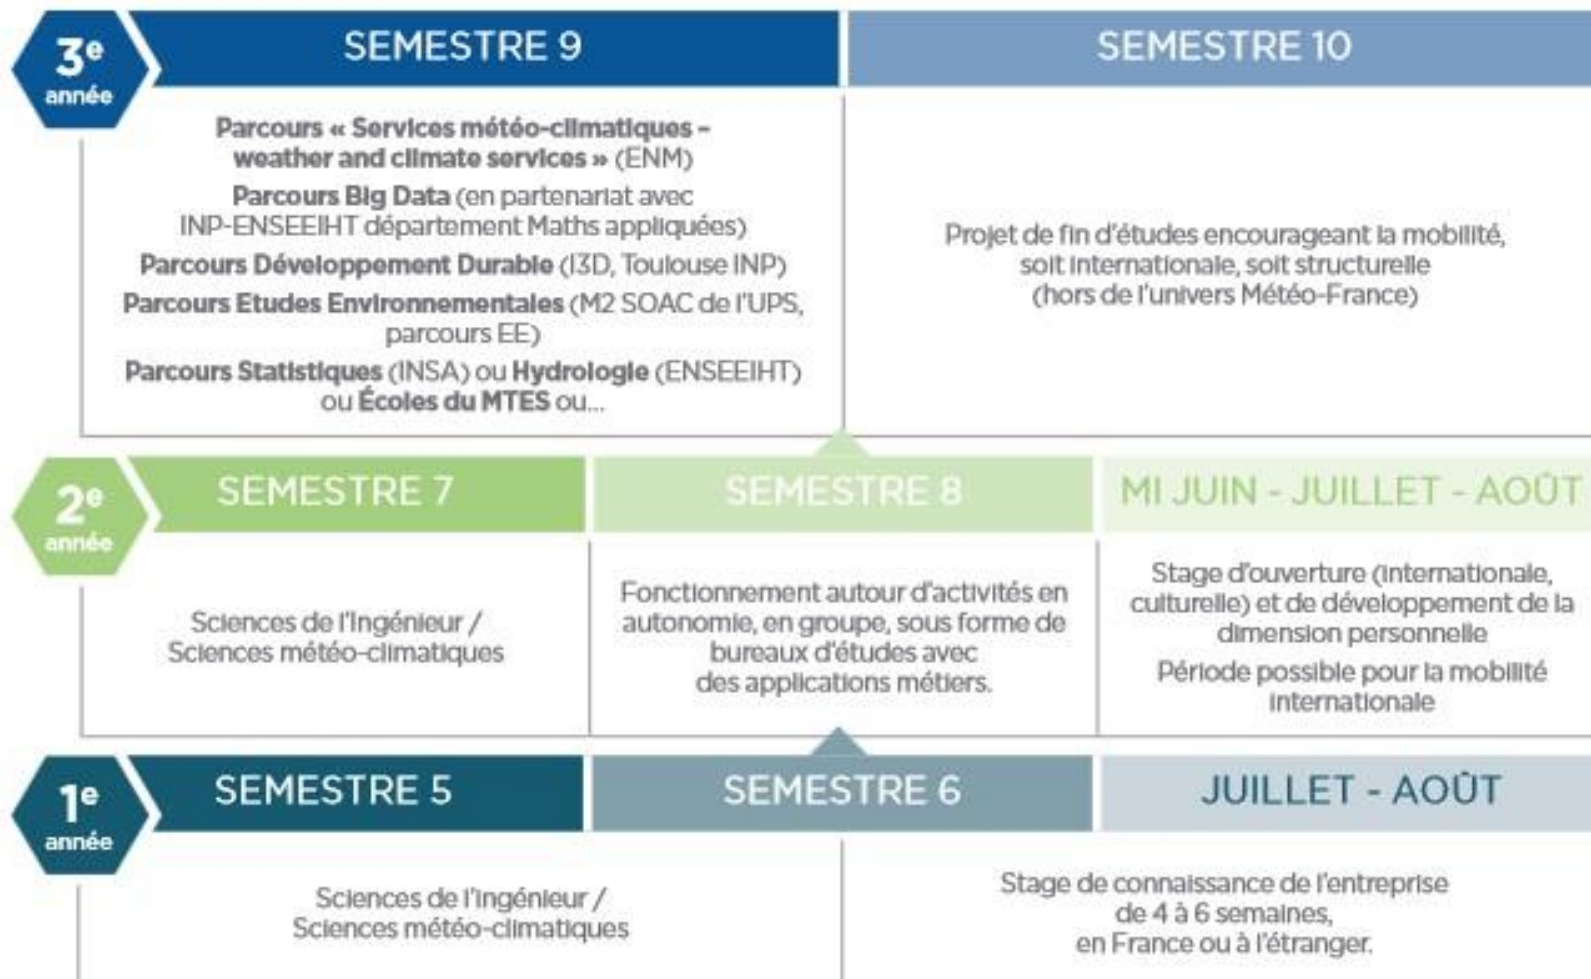 3e
année
SEMESTRE 9
SEMESTRE 10
Parcours « Services météo-climatiques –
weather and climate services » (ENM)
Parcours Big Data (en partenariat avec
INP-ENSEEIHT département Maths appliquées)
Parcours Développement Durable (I3D, Toulouse INP)
Parcours Etudes Environnementales (M2 SOAC de l'UPS,
parcours EE)
Parcours Statistiques (INSA) ou Hydrologie (ENSEEIHT)
ou Écoles du MTES ou...
Projet de fin d'études encourageant la mobilité,
soit internationale, soit structurelle
(hors de l'univers Météo-France)
2e
année
SEMESTRE 7
SEMESTRE 8
MI JUIN - JUILLET - AOÛT
Sciences de l'Ingénieur /
Sciences météo-climatiques
Fonctionnement autour d'activités en
autonomie, en groupe, sous forme de
bureaux d'études avec
des applications métiers.
Stage d'ouverture (internationale,
culturelle) et de développement de la
dimension personnelle
Période possible pour la mobilité
internationale
1e
année
SEMESTRE 5
SEMESTRE 6
JUILLET - AOÛT
Sciences de l'ingénieur /
Sciences météo-climatiques
Stage de connaissance de l'entreprise
de 4 à 6 semaines,
en France ou à l'étranger.